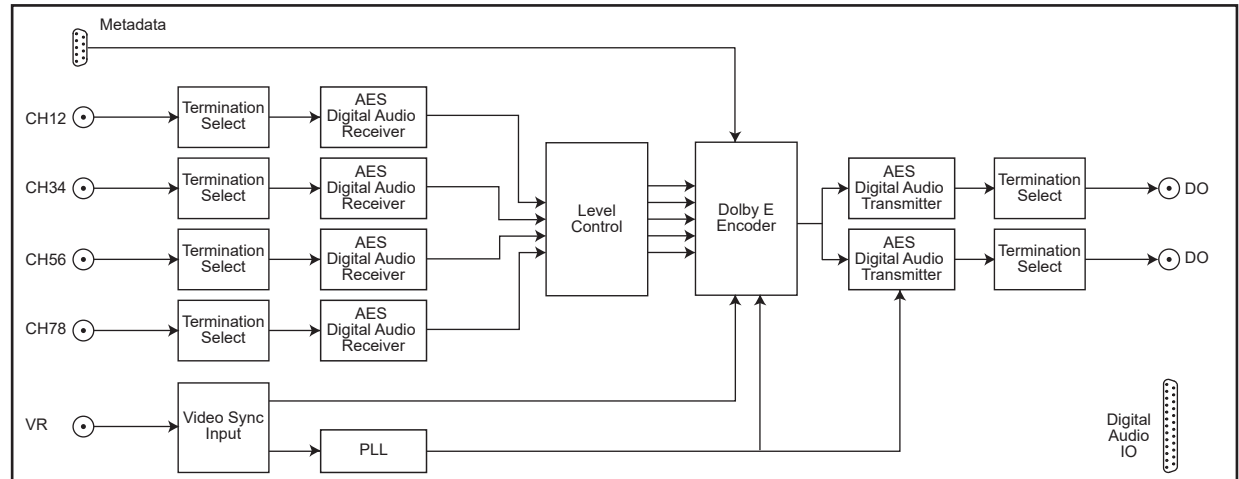 Metadata
CH12
Termination
Select
AES
Digital Audio
Receiver
CH34
Termination
Select
AES
Digital Audio
Receiver
CH56
Termination
Select
AES
Digital Audio
Receiver
CH78
Termination
Select
AES
Digital Audio
Receiver
VR
Video Sync
Input
PLL
Level
Control
Dolby E
Encoder
AES
Digital Audio
Transmitter
Termination
Select
DO
AES
Digital Audio
Transmitter
Termination
Select
DO
Digital
Audio
IO